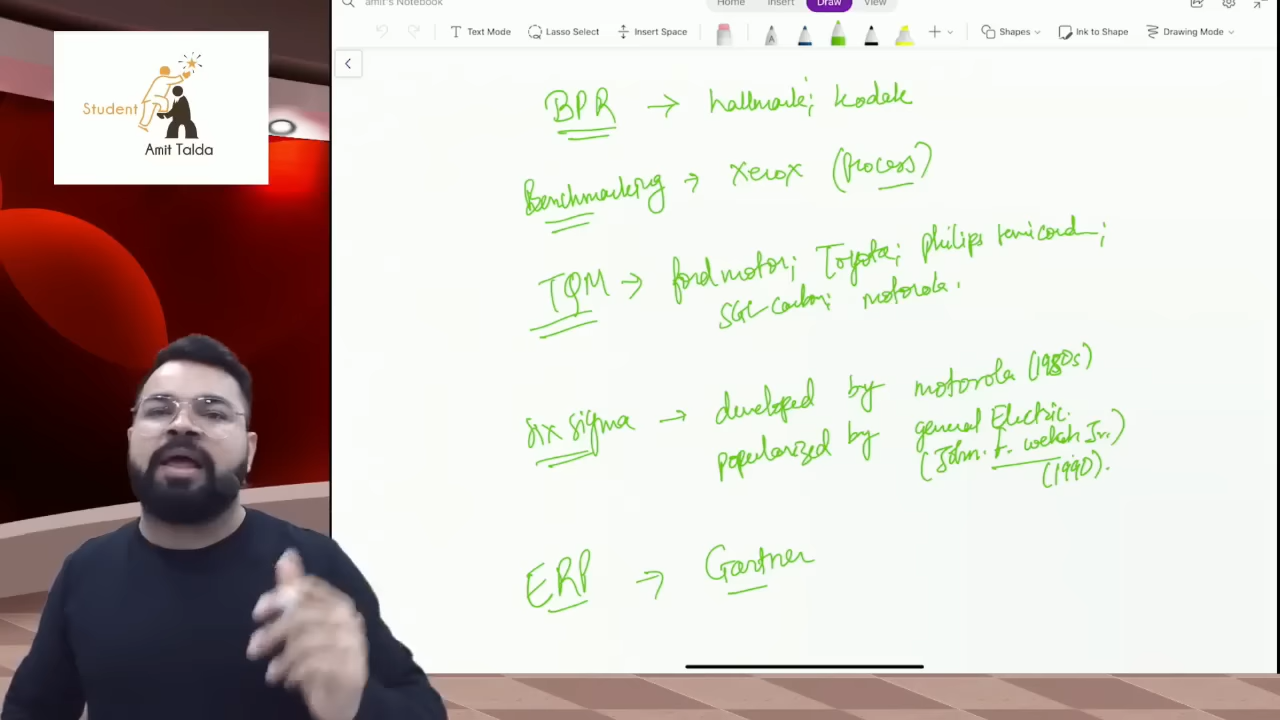 amit's Notebook
Home Insert Draw View
Text Mode Lasso Select Insert Space Shapes Ink to Shape Drawing Mode
Student
Amit Talda
BPR → hallmark; kodak
Benchmarking → Xerox (Process)
TQM → ford motor; Toyota; philips semicond;
SGL carbon; motorola.
six sigma → developed by motorola (1980s)
popularized by general Electric.
(John. f. welch Jr.)
(1990).
ERP → Gartner